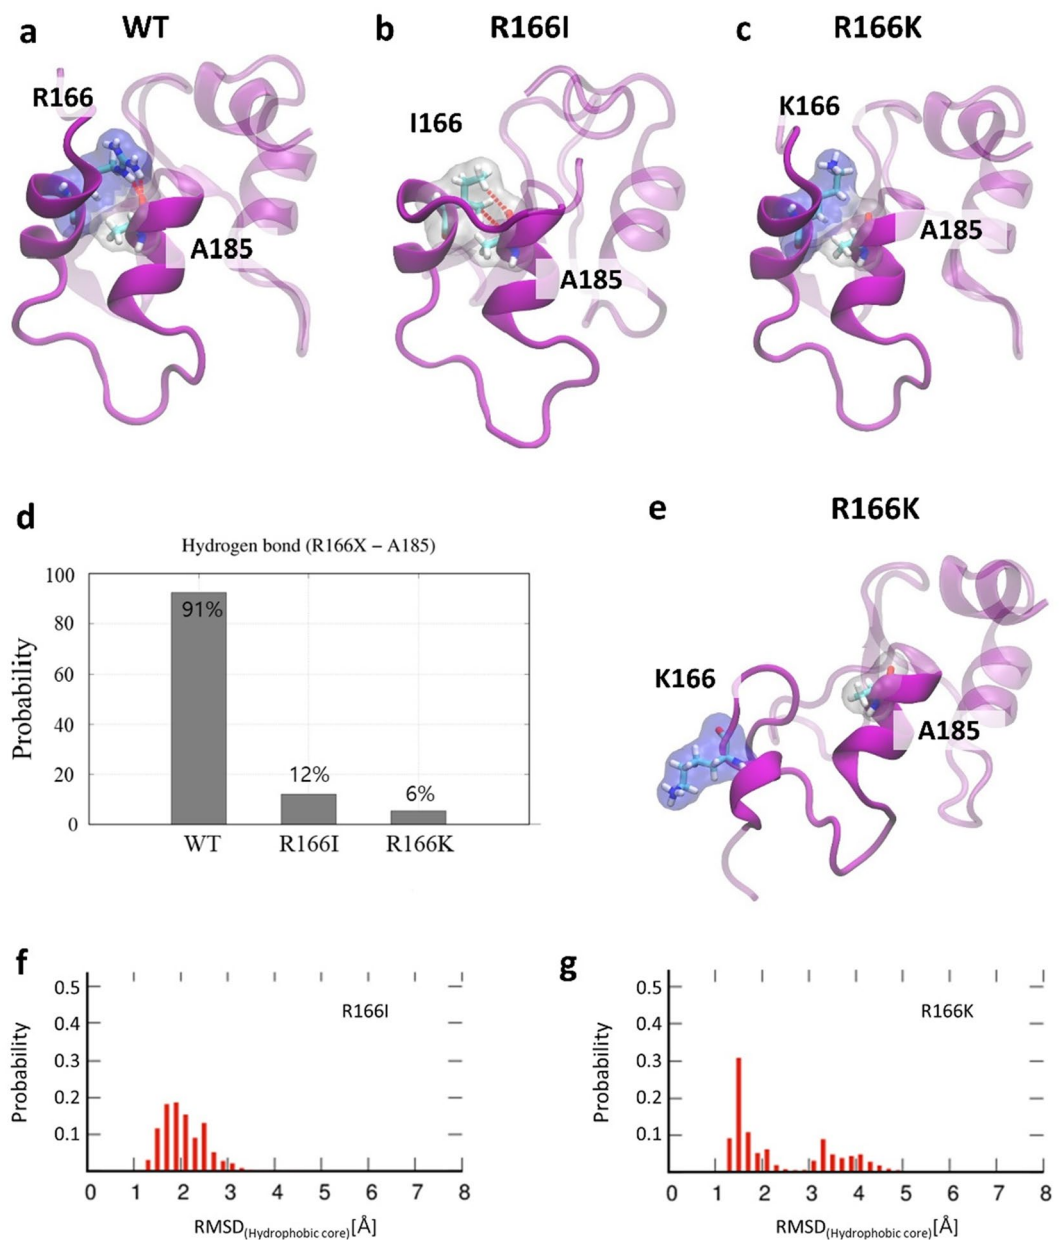 a
WT
b
R166I
c
R166K
R166
A185
I166
A185
K166
A185
d
Hydrogen bond (R166X − A185)
Probability
100
80
60
40
20
0
91%
12%
6%
WT
R166I
R166K
e
R166K
K166
A185
f
Probability
0.5
0.4
0.3
0.2
0.1
R166I
0 1 2 3 4 5 6 7 8
RMSD(Hydrophobic core)[Å]
g
Probability
0.5
0.4
0.3
0.2
0.1
R166K
0 1 2 3 4 5 6 7 8
RMSD(Hydrophobic core)[Å]